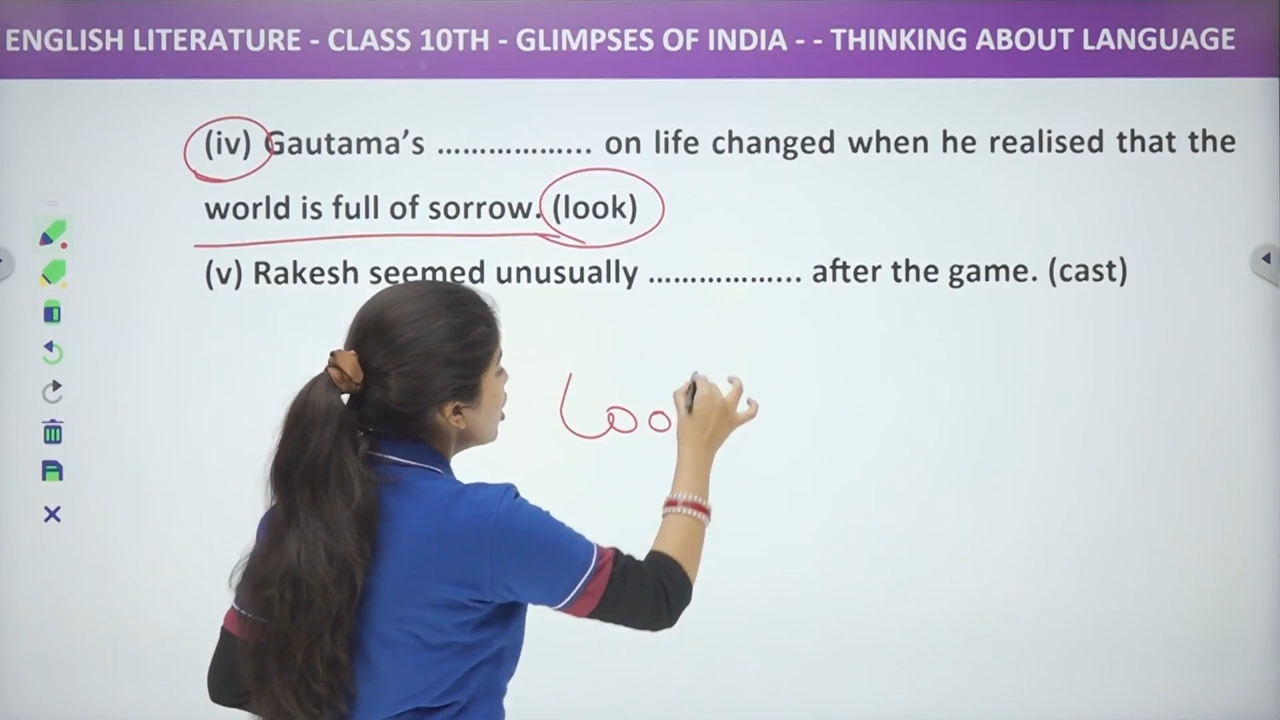 ENGLISH LITERATURE - CLASS 10TH - GLIMPSES OF INDIA - - THINKING ABOUT LANGUAGE
(iv) Gautama’s .................. on life changed when he realised that the
world is full of sorrow. (look)
(v) Rakesh seemed unusually .................. after the game. (cast)
Loo